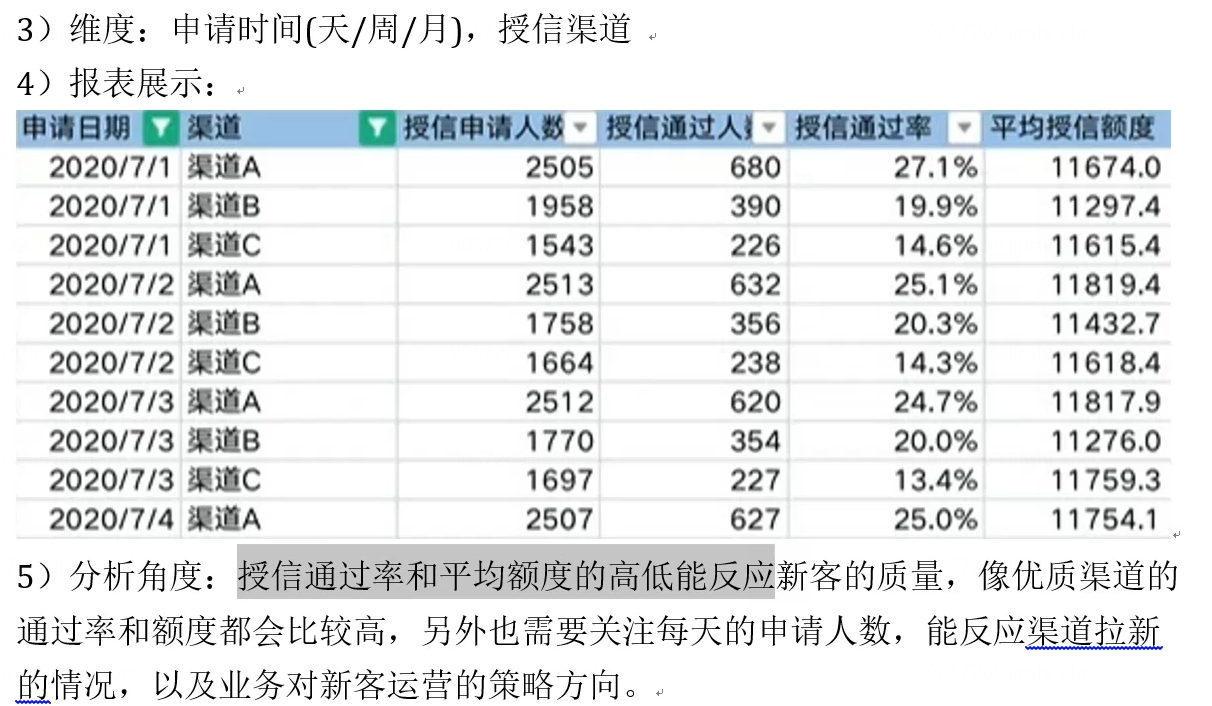 3）维度：申请时间(天/周/月)，授信渠道
4）报表展示：
申请日期 渠道 授信申请人数 授信通过人 授信通过率 平均授信额度
2020/7/1 渠道A 2505 680 27.1% 11674.0
2020/7/1 渠道B 1958 390 19.9% 11297.4
2020/7/1 渠道C 1543 226 14.6% 11615.4
2020/7/2 渠道A 2513 632 25.1% 11819.4
2020/7/2 渠道B 1758 356 20.3% 11432.7
2020/7/2 渠道C 1664 238 14.3% 11618.4
2020/7/3 渠道A 2512 620 24.7% 11817.9
2020/7/3 渠道B 1770 354 20.0% 11276.0
2020/7/3 渠道C 1697 227 13.4% 11759.3
2020/7/4 渠道A 2507 627 25.0% 11754.1
5）分析角度：授信通过率和平均额度的高低能反应新客的质量，像优质渠道的
通过率和额度都会比较高，另外也需要关注每天的申请人数，能反应渠道拉新
的情况，以及业务对新客运营的策略方向。